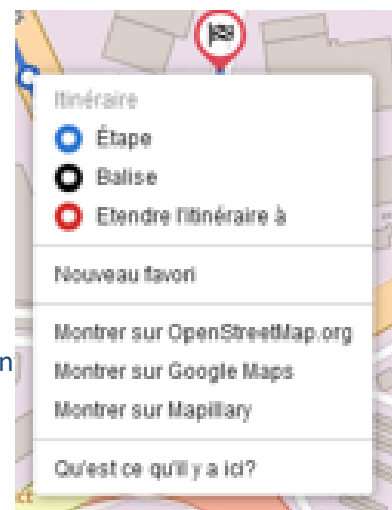 Itinéraire
Étape
Balise
Etendre l'itinéraire à
Nouveau favori
Montrer sur OpenStreetMap.org
n
Montrer sur Google Maps
Montrer sur Mapillary
Qu'est ce qu'il y a ici?